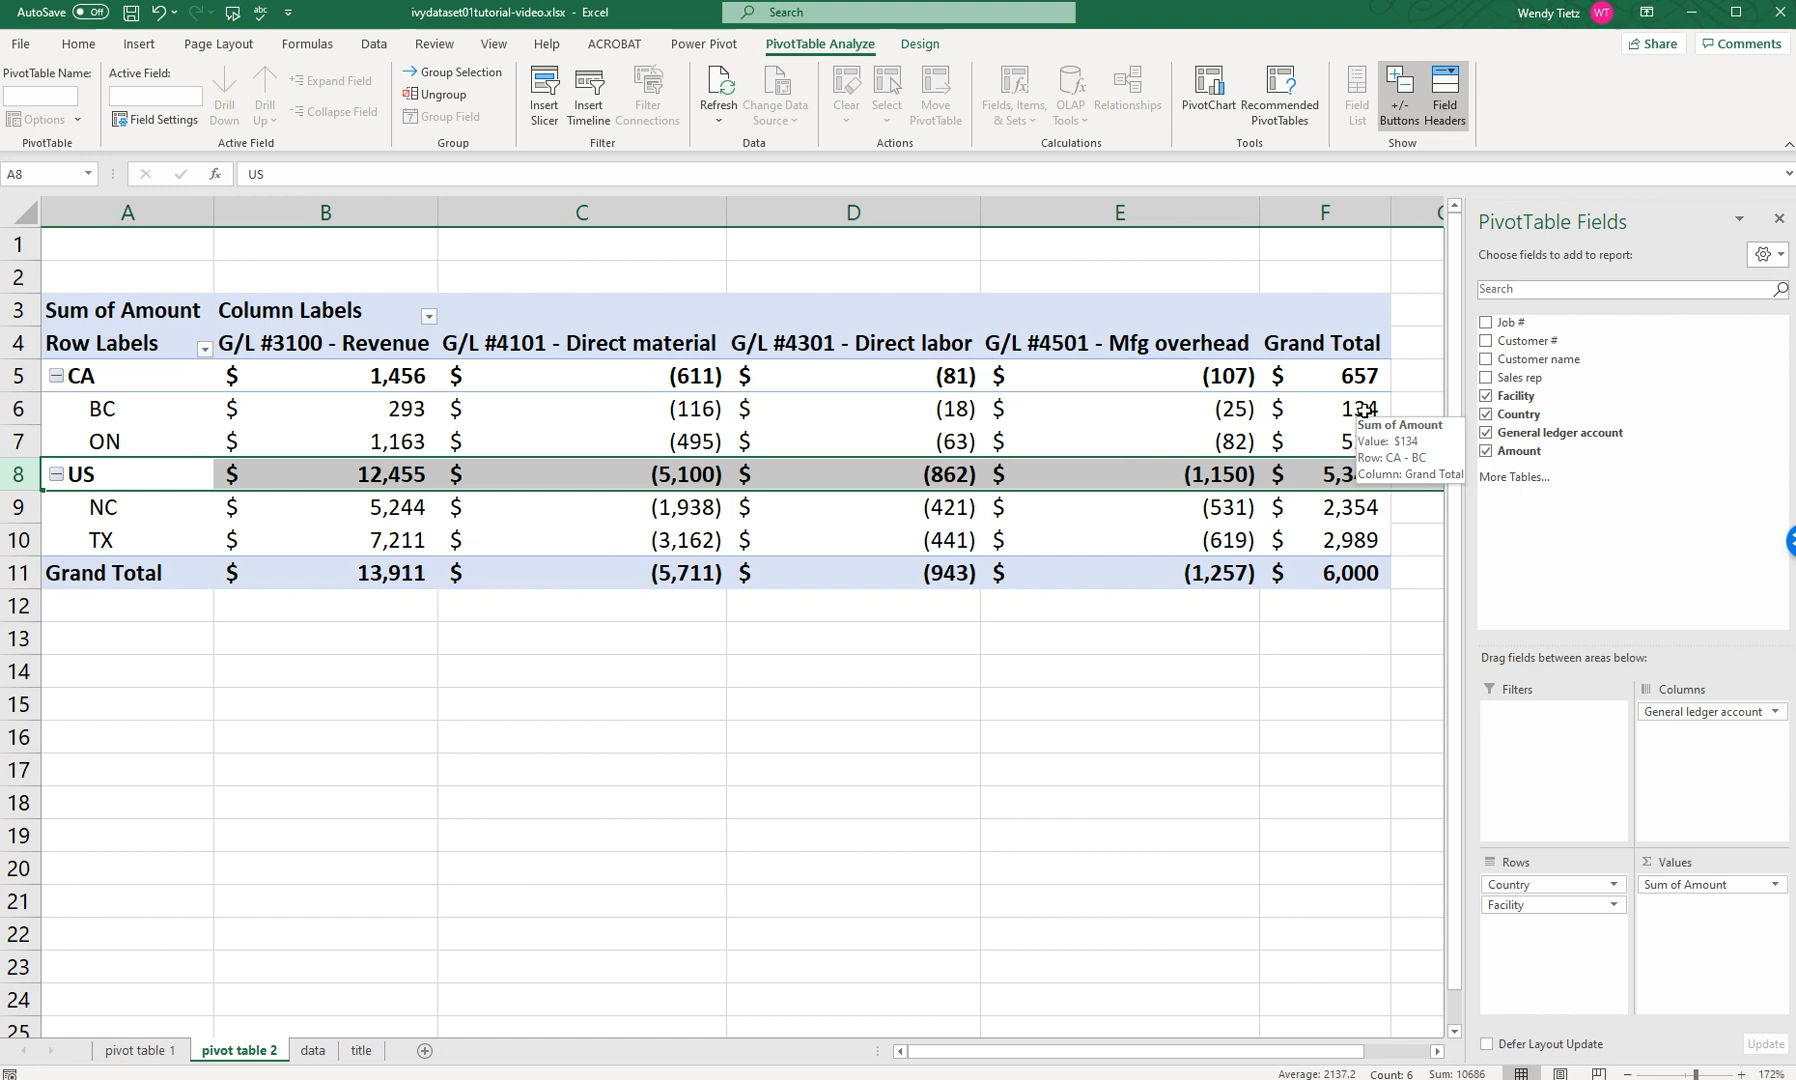 AutoSave Off
ivydataset01tutorial-video.xlsx - Excel
Search
Wendy Tietz WT
File Home Insert Page Layout Formulas Data Review View Help ACROBAT Power Pivot PivotTable Analyze Design Share Comments
PivotTable Name:
Options
PivotTable
Active Field:
Field Settings
Drill Down
Drill Up
Expand Field
Collapse Field
Active Field
Group Selection
Ungroup
Group Field
Group
Insert Slicer
Insert Timeline
Filter Connections
Filter
Refresh
Change Data Source
Data
Clear
Select
Move PivotTable
Actions
Fields, Items, & Sets
OLAP Tools
Relationships
Calculations
PivotChart
Recommended PivotTables
Tools
Field List
+/- Buttons
Field Headers
Show
A8 fx US
A B C D E F
1
2
3 Sum of Amount Column Labels
4 Row Labels G/L #3100 - Revenue G/L #4101 - Direct material G/L #4301 - Direct labor G/L #4501 - Mfg overhead Grand Total
5 CA $ 1,456 $ (611) $ (81) $ (107) $ 657
6 BC $ 293 $ (116) $ (18) $ (25) $ 134
7 ON $ 1,163 $ (495) $ (63) $ (82) $
8 US $ 12,455 $ (5,100) $ (862) $ (1,150) $
9 NC $ 5,244 $ (1,938) $ (421) $ (531) $ 2,354
10 TX $ 7,211 $ (3,162) $ (441) $ (619) $ 2,989
11 Grand Total $ 13,911 $ (5,711) $ (943) $ (1,257) $ 6,000
12
13
14
15
16
17
18
19
20
21
22
23
24
25
Sum of Amount
Value: $134
Row: CA - BC
Column: Grand Total
PivotTable Fields
Choose fields to add to report:
Search
Job #
Customer #
Customer name
Sales rep
Facility
Country
General ledger account
Amount
More Tables...
Drag fields between areas below:
Filters
Columns
General ledger account
Rows
Country
Facility
Σ Values
Sum of Amount
Defer Layout Update Update
pivot table 1 pivot table 2 data title
Average: 2137.2 Count: 6 Sum: 10686 172%